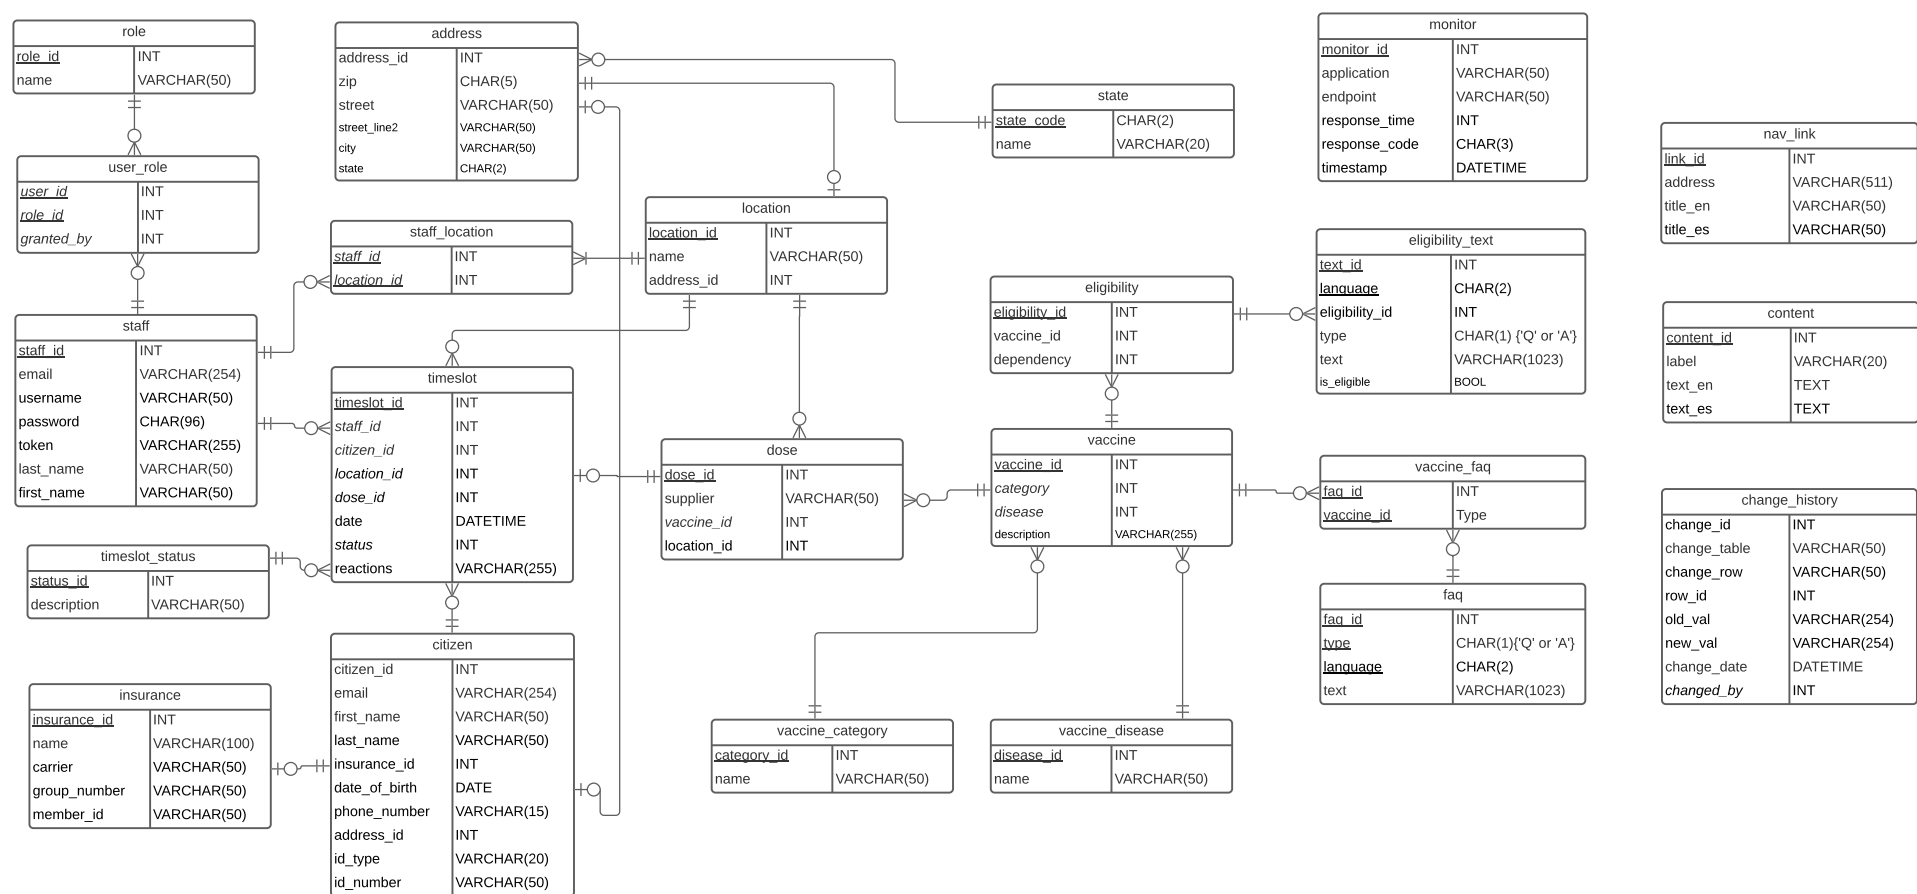 role
role_id INT
name VARCHAR(50)
user_role
user_id INT
role_id INT
granted_by INT
staff
staff_id INT
email VARCHAR(254)
username VARCHAR(50)
password CHAR(96)
token VARCHAR(255)
last_name VARCHAR(50)
first_name VARCHAR(50)
timeslot_status
status_id INT
description VARCHAR(50)
insurance
insurance_id INT
name VARCHAR(100)
carrier VARCHAR(50)
group_number VARCHAR(50)
member_id VARCHAR(50)
address
address_id INT
zip CHAR(5)
street VARCHAR(50)
street_line2 VARCHAR(50)
city VARCHAR(50)
state CHAR(2)
staff_location
staff_id INT
location_id INT
timeslot
timeslot_id INT
staff_id INT
citizen_id INT
location_id INT
dose_id INT
date DATETIME
status INT
reactions VARCHAR(255)
citizen
citizen_id INT
email VARCHAR(254)
first_name VARCHAR(50)
last_name VARCHAR(50)
insurance_id INT
date_of_birth DATE
phone_number VARCHAR(15)
address_id INT
id_type VARCHAR(20)
id_number VARCHAR(50)
location
location_id INT
name VARCHAR(50)
address_id INT
dose
dose_id INT
supplier VARCHAR(50)
vaccine_id INT
location_id INT
vaccine_category
category_id INT
name VARCHAR(50)
state
state_code CHAR(2)
name VARCHAR(20)
eligibility
eligibility_id INT
vaccine_id INT
dependency INT
vaccine
vaccine_id INT
category INT
disease INT
description VARCHAR(255)
vaccine_disease
disease_id INT
name VARCHAR(50)
monitor
monitor_id INT
application VARCHAR(50)
endpoint VARCHAR(50)
response_time INT
response_code CHAR(3)
timestamp DATETIME
eligibility_text
text_id INT
language CHAR(2)
eligibility_id INT
type CHAR(1) {'Q' or 'A'}
text VARCHAR(1023)
is_eligible BOOL
vaccine_faq
faq_id INT
vaccine_id Type
faq
faq_id INT
type CHAR(1){'Q' or 'A'}
language CHAR(2)
text VARCHAR(1023)
nav_link
link_id INT
address VARCHAR(511)
title_en VARCHAR(50)
title_es VARCHAR(50)
content
content_id INT
label VARCHAR(20)
text_en TEXT
text_es TEXT
change_history
change_id INT
change_table VARCHAR(50)
change_row VARCHAR(50)
row_id INT
old_val VARCHAR(254)
new_val VARCHAR(254)
change_date DATETIME
changed_by INT